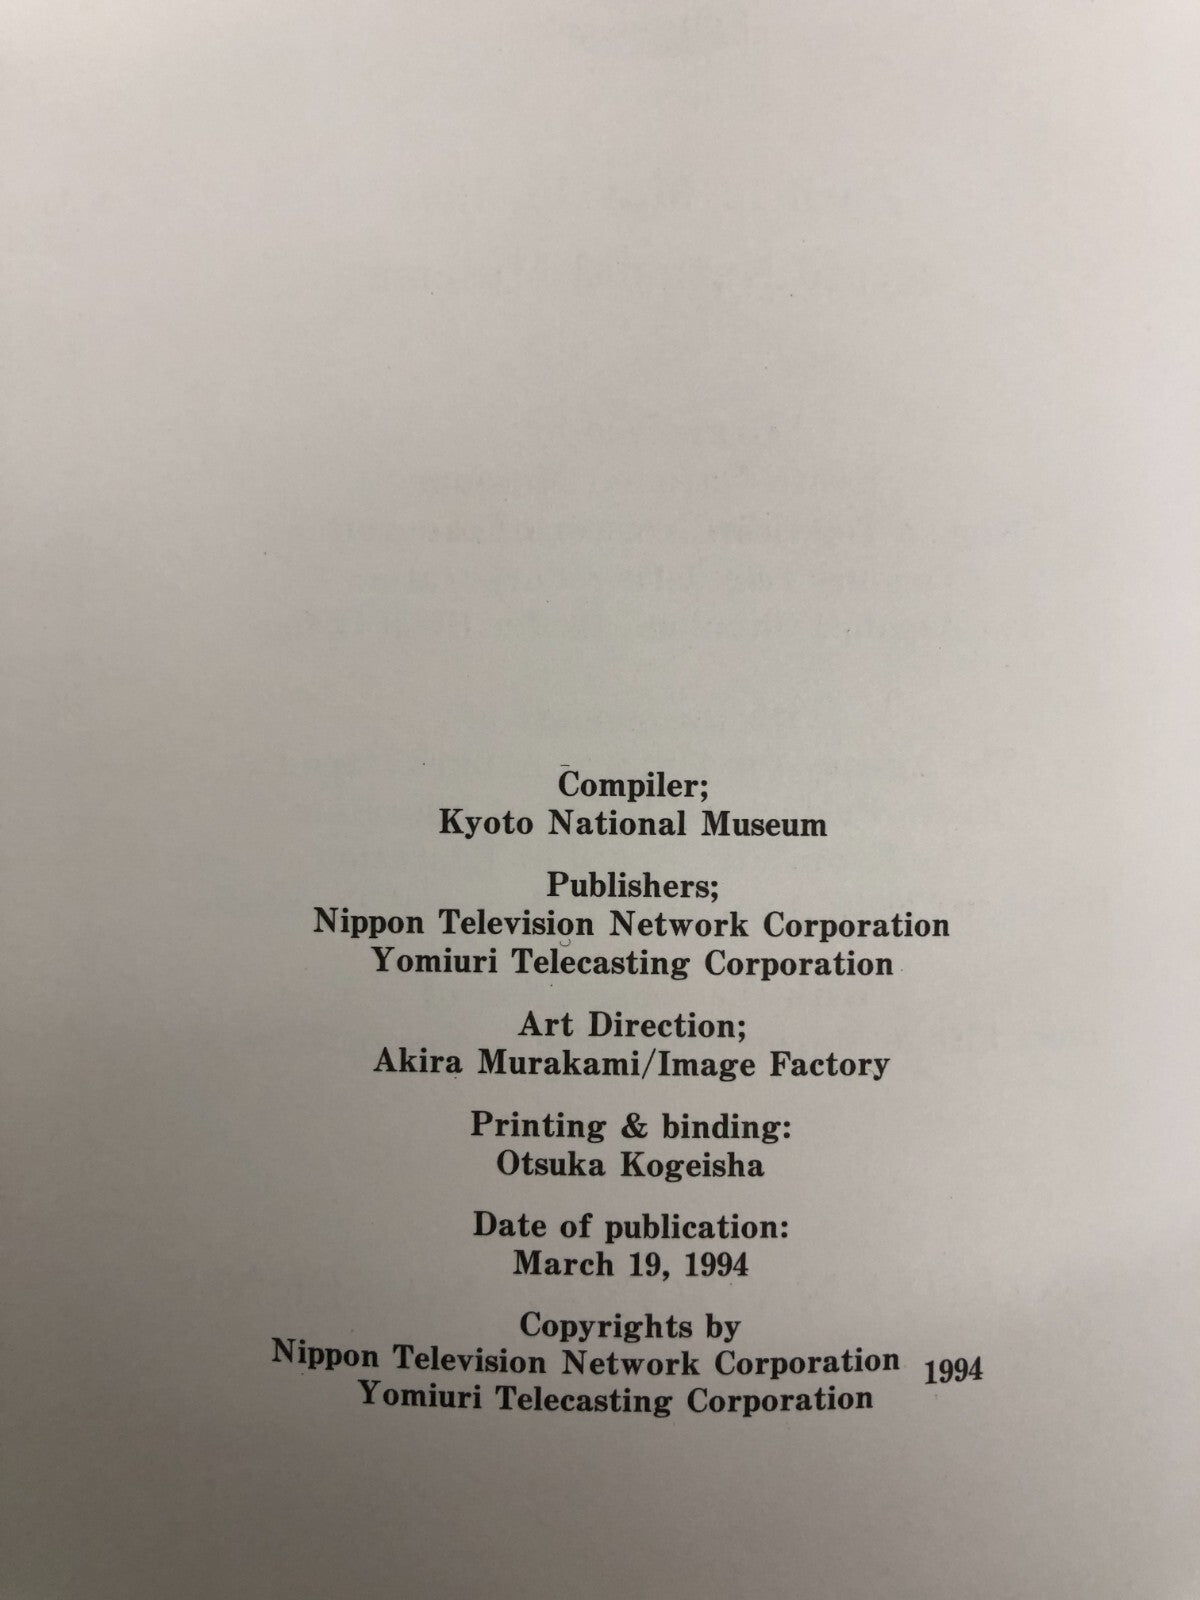 Compiler;
Kyoto National Museum
Publishers;
Nippon Television Network Corporation
Yomiuri Telecasting Corporation
Art Direction;
Akira Murakami/Image Factory
Printing & binding:
Otsuka Kogeisha
Date of publication:
March 19, 1994
Copyrights by
Nippon Television Network Corporation 1994
Yomiuri Telecasting Corporation